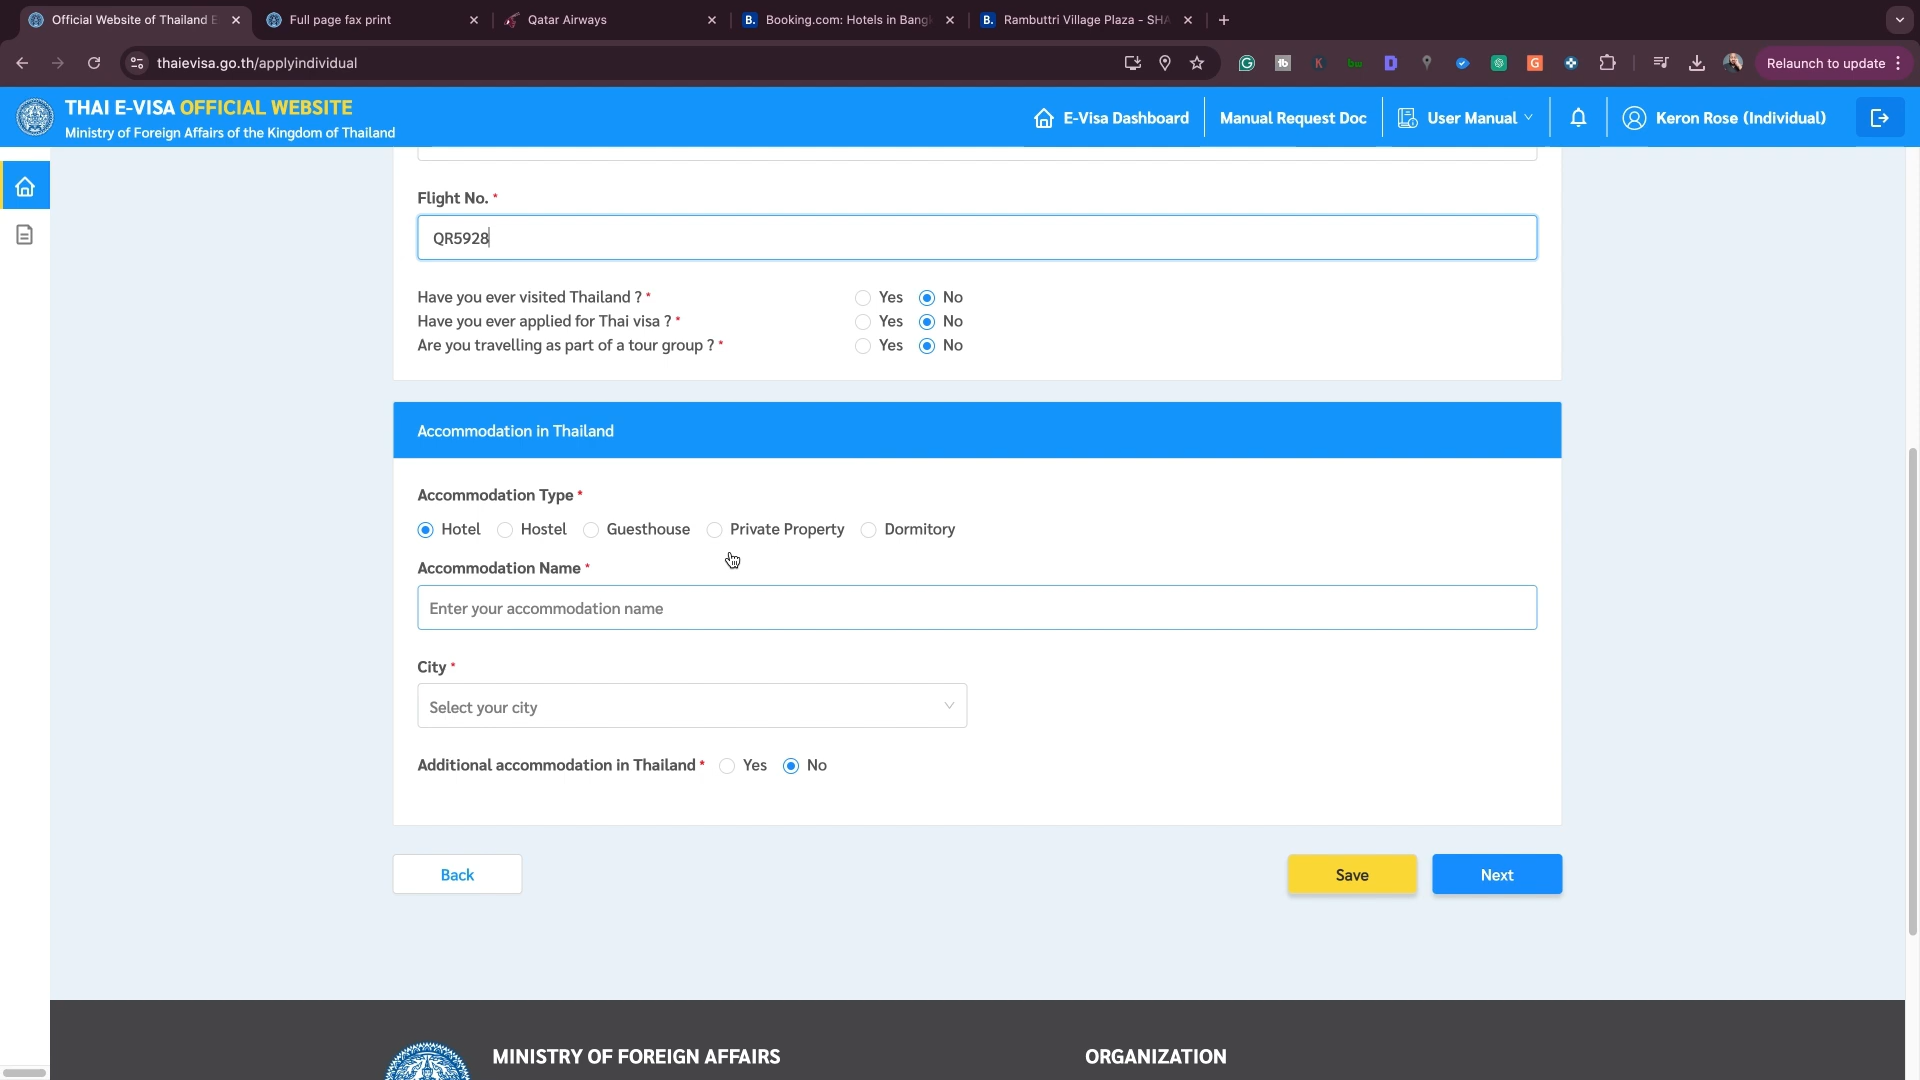 Official Website of Thailand E
Full page fax print
Qatar Airways
B. Booking.com: Hotels in Bangk
B. Rambuttri Village Plaza - SHA
thaievisa.go.th/applyindividual
Relaunch to update
THAI E-VISA OFFICIAL WEBSITE
Ministry of Foreign Affairs of the Kingdom of Thailand
E-Visa Dashboard
Manual Request Doc
User Manual
Keron Rose (Individual)
Flight No. *
QR5928
Have you ever visited Thailand ? * Yes No
Have you ever applied for Thai visa ? * Yes No
Are you travelling as part of a tour group ? * Yes No
Accommodation in Thailand
Accommodation Type *
Hotel Hostel Guesthouse Private Property Dormitory
Accommodation Name *
Enter your accommodation name
City *
Select your city
Additional accommodation in Thailand * Yes No
Back
Save
Next
MINISTRY OF FOREIGN AFFAIRS
ORGANIZATION